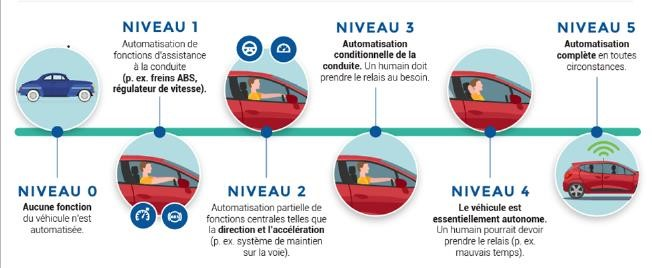 NIVEAU 0
Aucune fonction
du véhicule n'est
automatisée.
NIVEAU 1
Automatisation de
fonctions d'assistance
à la conduite
(p. ex. freins ABS,
régulateur de vitesse).
NIVEAU 2
Automatisation partielle de
fonctions centrales telles que
la direction et l'accélération
(p. ex. système de maintien
sur la voie).
NIVEAU 3
Automatisation
conditionnelle de la
conduite. Un humain doit
prendre le relais au besoin.
NIVEAU 4
Le véhicule est
essentiellement autonome.
Un humain pourrait devoir
prendre le relais (p. ex.
mauvais temps).
NIVEAU 5
Automatisation
complète en toutes
circonstances.